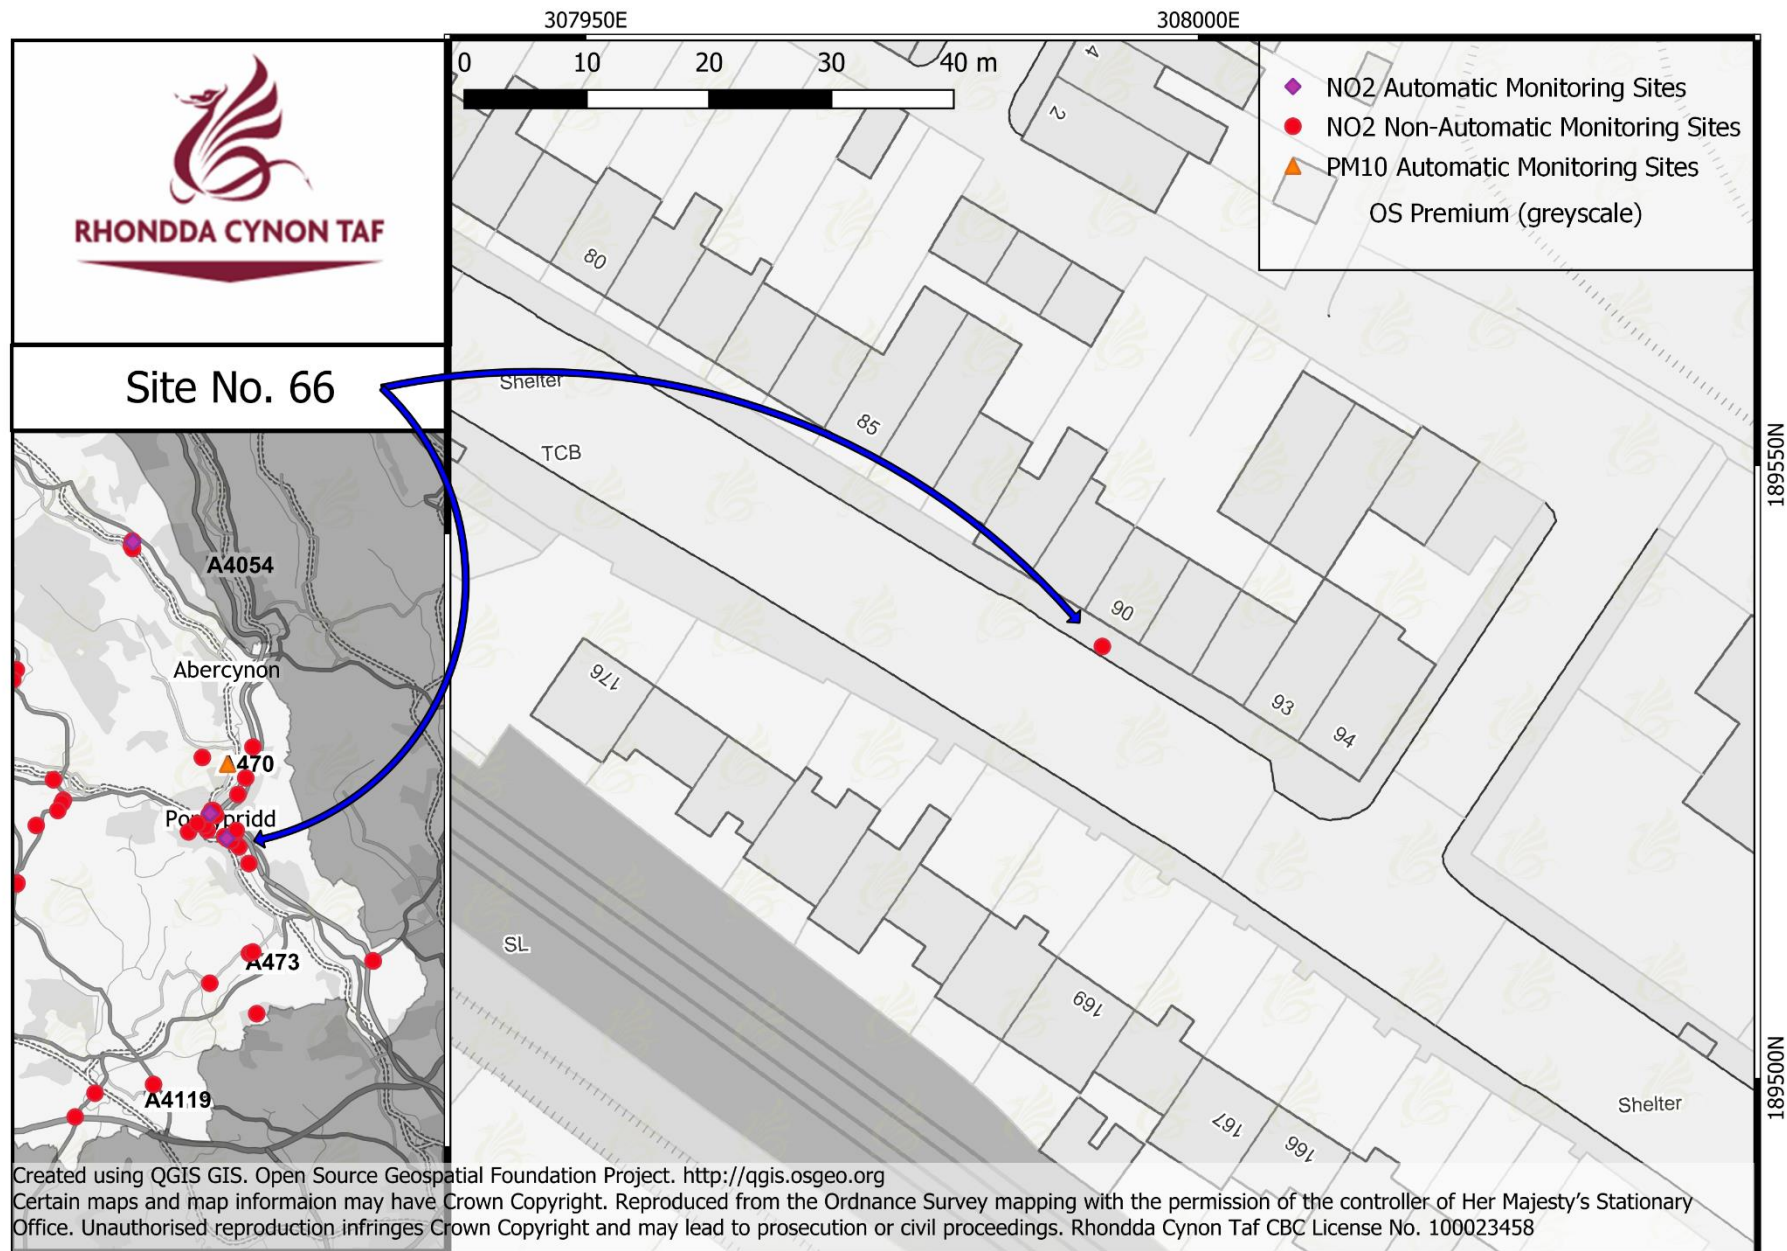 307950E
308000E
0 10 20 30 40 m
RHONDDA CYNON TAF
NO2 Automatic Monitoring Sites
NO2 Non-Automatic Monitoring Sites
PM10 Automatic Monitoring Sites
OS Premium (greyscale)
Site No. 66
4
2
80
Shelter
85
TCB
90
93
94
176
SL
169
167
166
Shelter
189550N
189500N
A4054
Abercynon
470
A473
A4119
Created using QGIS GIS. Open Source Geospatial Foundation Project. http://qgis.osgeo.org
Certain maps and map informaion may have Crown Copyright. Reproduced from the Ordnance Survey mapping with the permission of the controller of Her Majesty's Stationary
Office. Unauthorised reproduction infringes Crown Copyright and may lead to prosecution or civil proceedings. Rhondda Cynon Taf CBC License No. 100023458